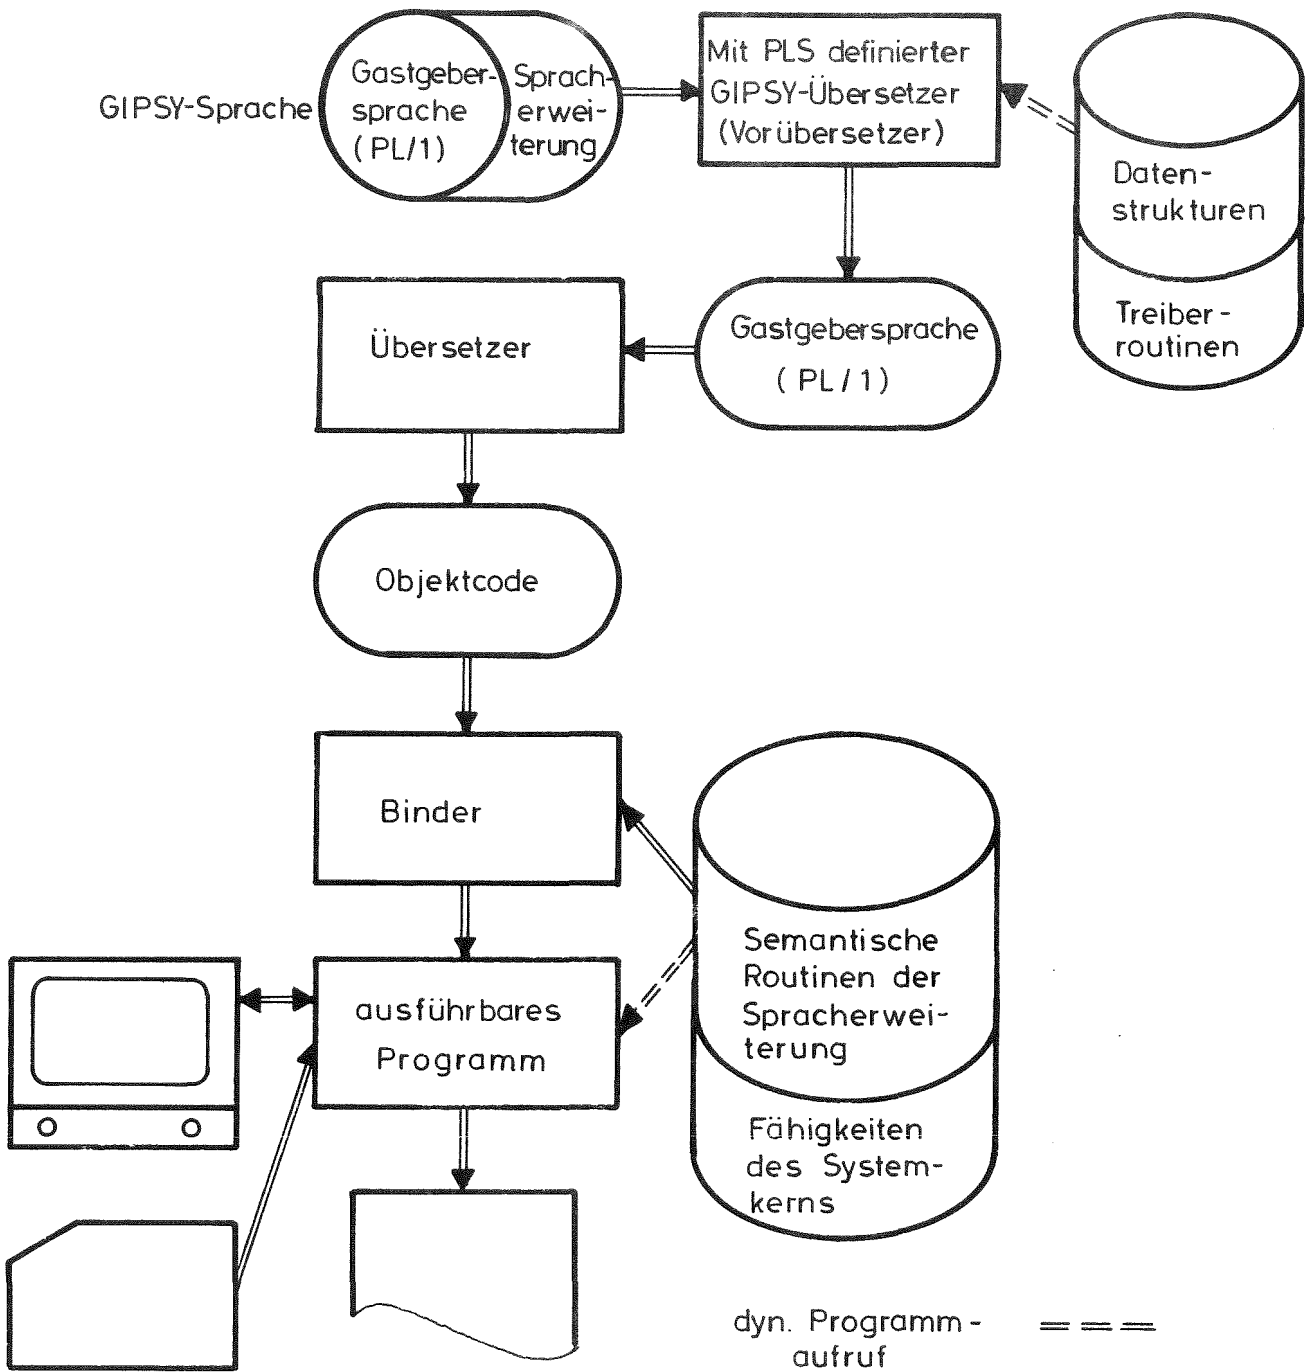 GIPSY-Sprache
Gastgeber-
sprache
(PL/1)
Sprach-
erwei-
terung
Mit PLS definierter
GIPSY-Übersetzer
(Vorübersetzer)
Daten-
strukturen
Treiber-
routinen
Gastgebersprache
(PL/1)
Übersetzer
Objektcode
Binder
Semantische
Routinen der
Spracherwei-
terung
Fähigkeiten
des System-
kerns
ausführbares
Programm
dyn. Programm-
aufruf